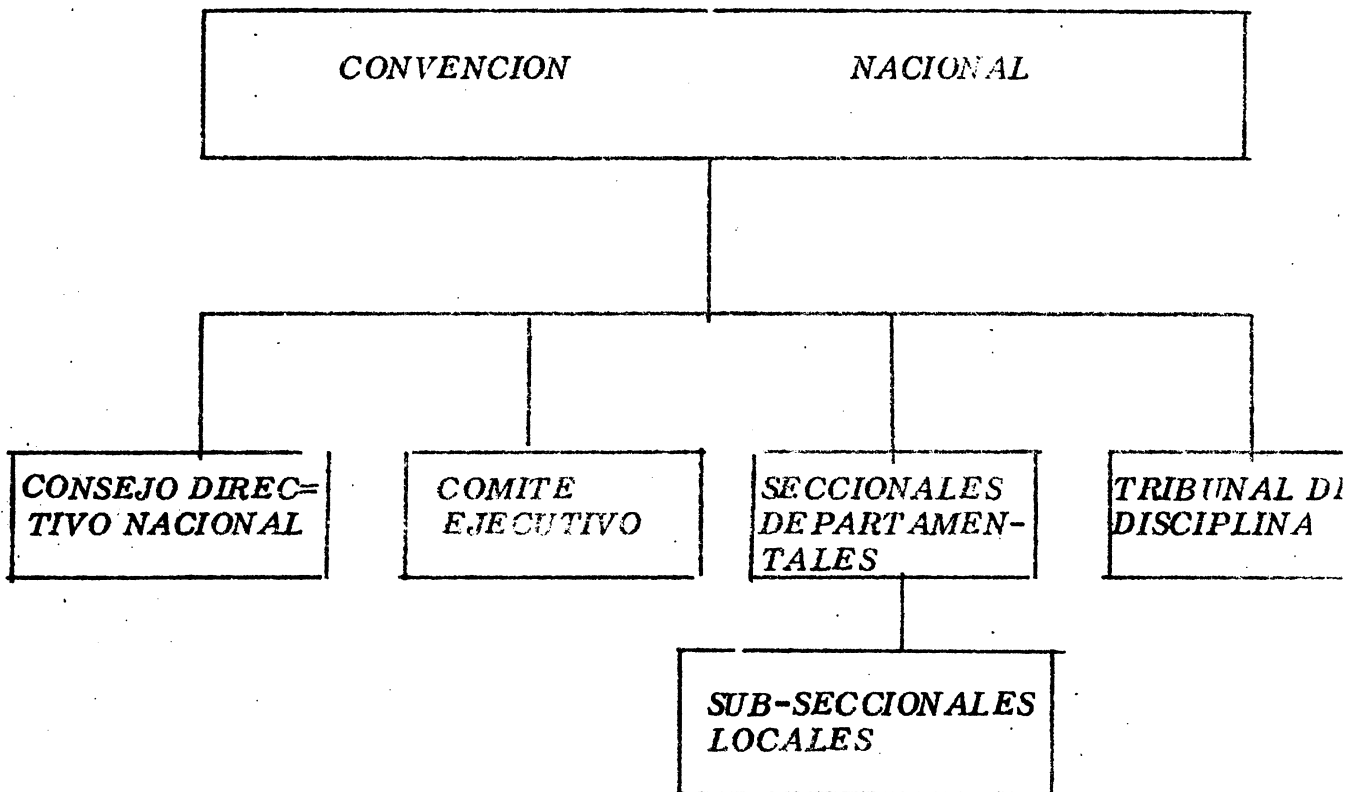 CONVENCION NACIONAL
CONSEJO DIREC=
TIVO NACIONAL
COMITE
EJECUTIVO
SECCIONALES
DEPARTAMEN-
TALES
TRIBUNAL DE
DISCIPLINA
SUB-SECCIONALES
LOCALES